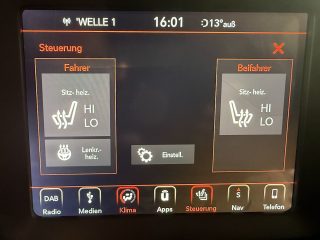 'WELLE 1
16:01
13°auß
Steuerung
Fahrer
Beifahrer
Sitz- heiz.
HI
LO
Sitz- heiz.
HI
LO
Lenkr.-
heiz.
Einstell.
DAB
Radio
Medien
Klima
Apps
Steuerung
S
Nav
Telefon